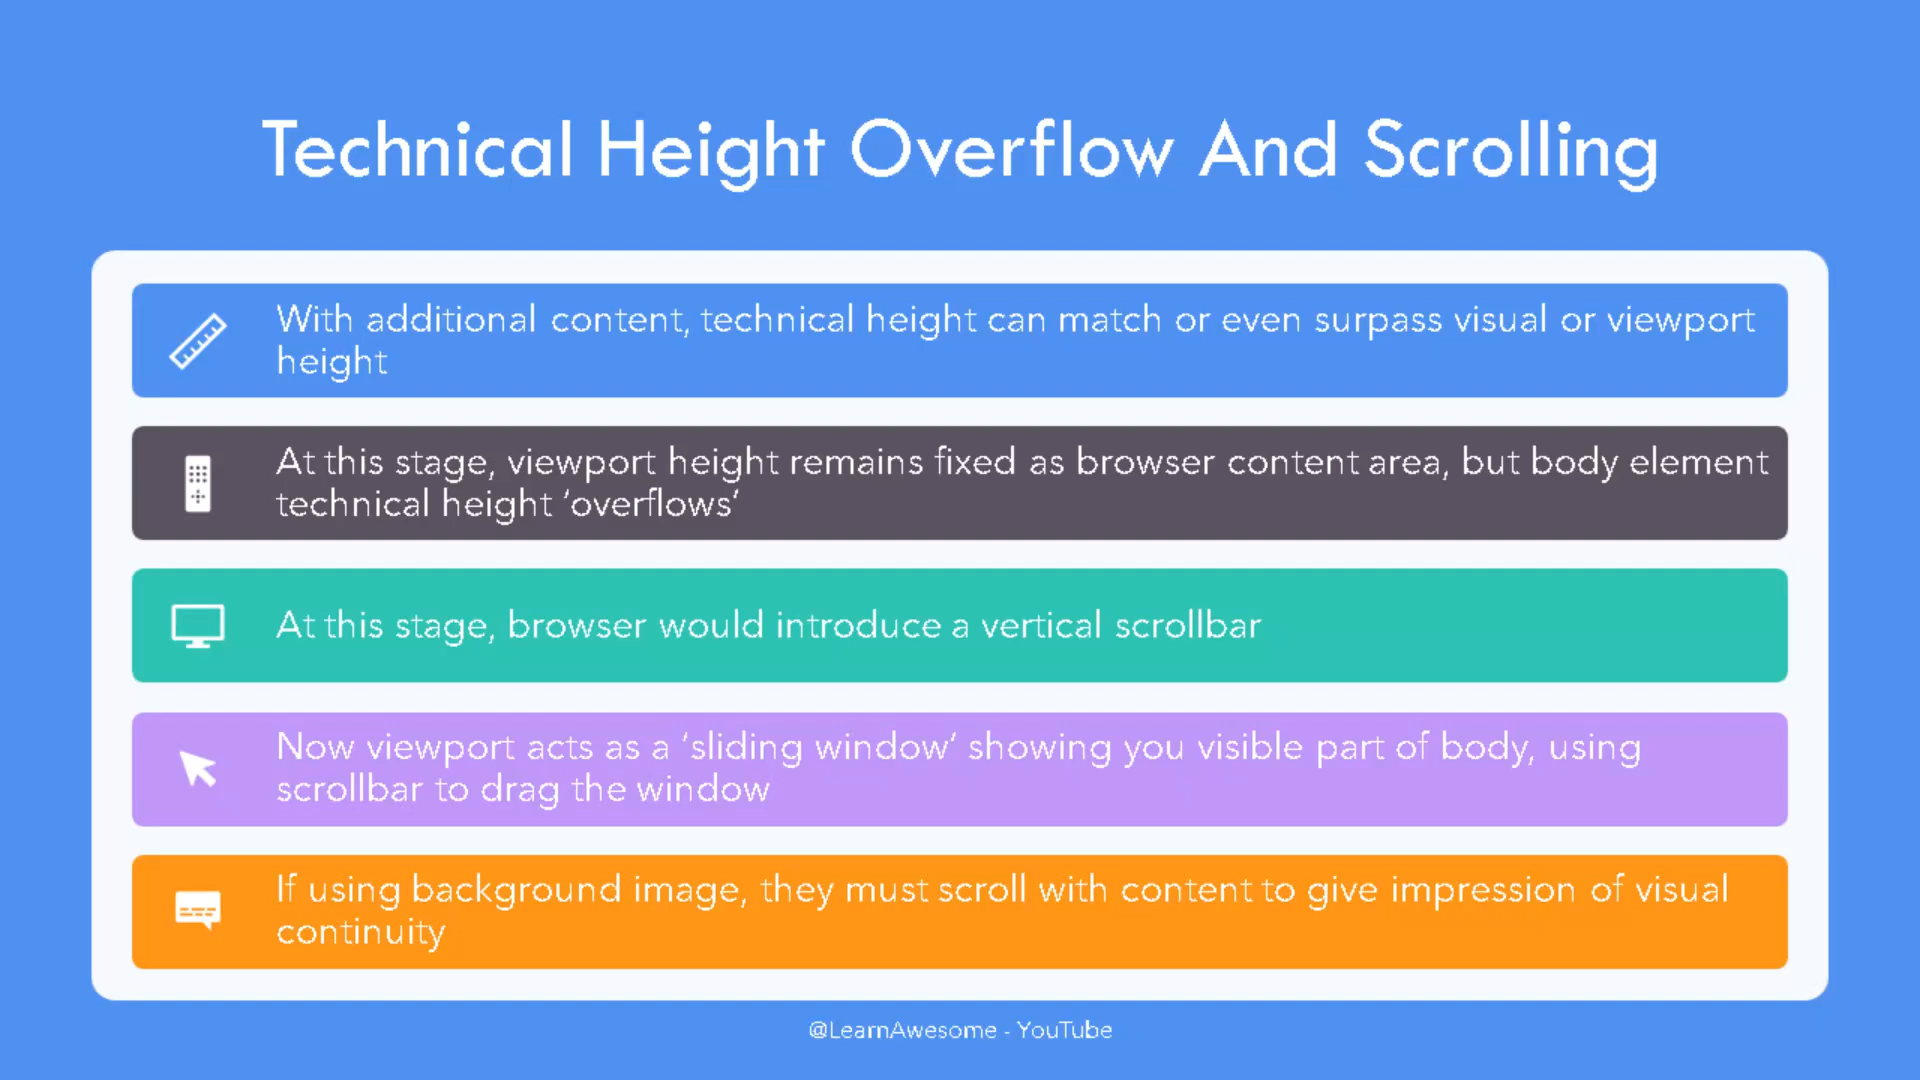 Technical Height Overflow And Scrolling
With additional content, technical height can match or even surpass visual or viewport
height
At this stage, viewport height remains fixed as browser content area, but body element
technical height ‘overflows’
At this stage, browser would introduce a vertical scrollbar
Now viewport acts as a ‘sliding window’ showing you visible part of body, using
scrollbar to drag the window
If using background image, they must scroll with content to give impression of visual
continuity
@LearnAwesome - YouTube